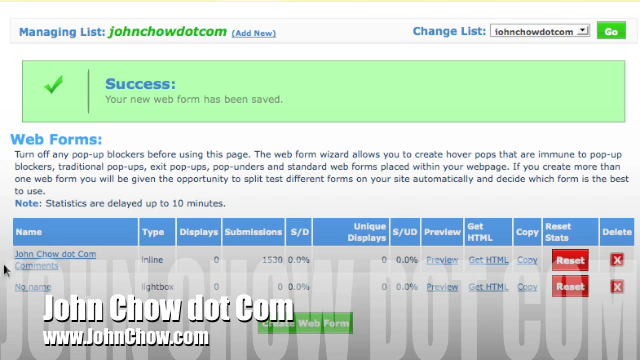 Managing List: johnchowdotcom (Add New) Change List: johnchowdotcom Go
Success:
Your new web form has been saved.
Web Forms:
Turn off any pop-up blockers before using this page. The web form wizard allows you to create hover pops that are immune to pop-up
blockers, traditional pop-ups, exit pop-ups, pop-unders and standard web forms placed within your webpage. If you create more than
one web form you will be given the opportunity to split test different forms on your site automatically and decide which form is the best
to use.
Note: Statistics are delayed up to 10 minutes.
Name Type Displays Submissions S/D Unique Displays S/UD Preview Get HTML Copy Reset Stats Delete
John Chow dot Com Comments inline 0 1530 0.0% 0 0.0% Preview Get HTML Copy Reset X
No name lightbox 0 0 0.0% 0 0.0% Preview Get HTML Copy Reset X
JOHN CHOW DOT COM
John Chow dot Com
Create Web Form
www.JohnChow.com